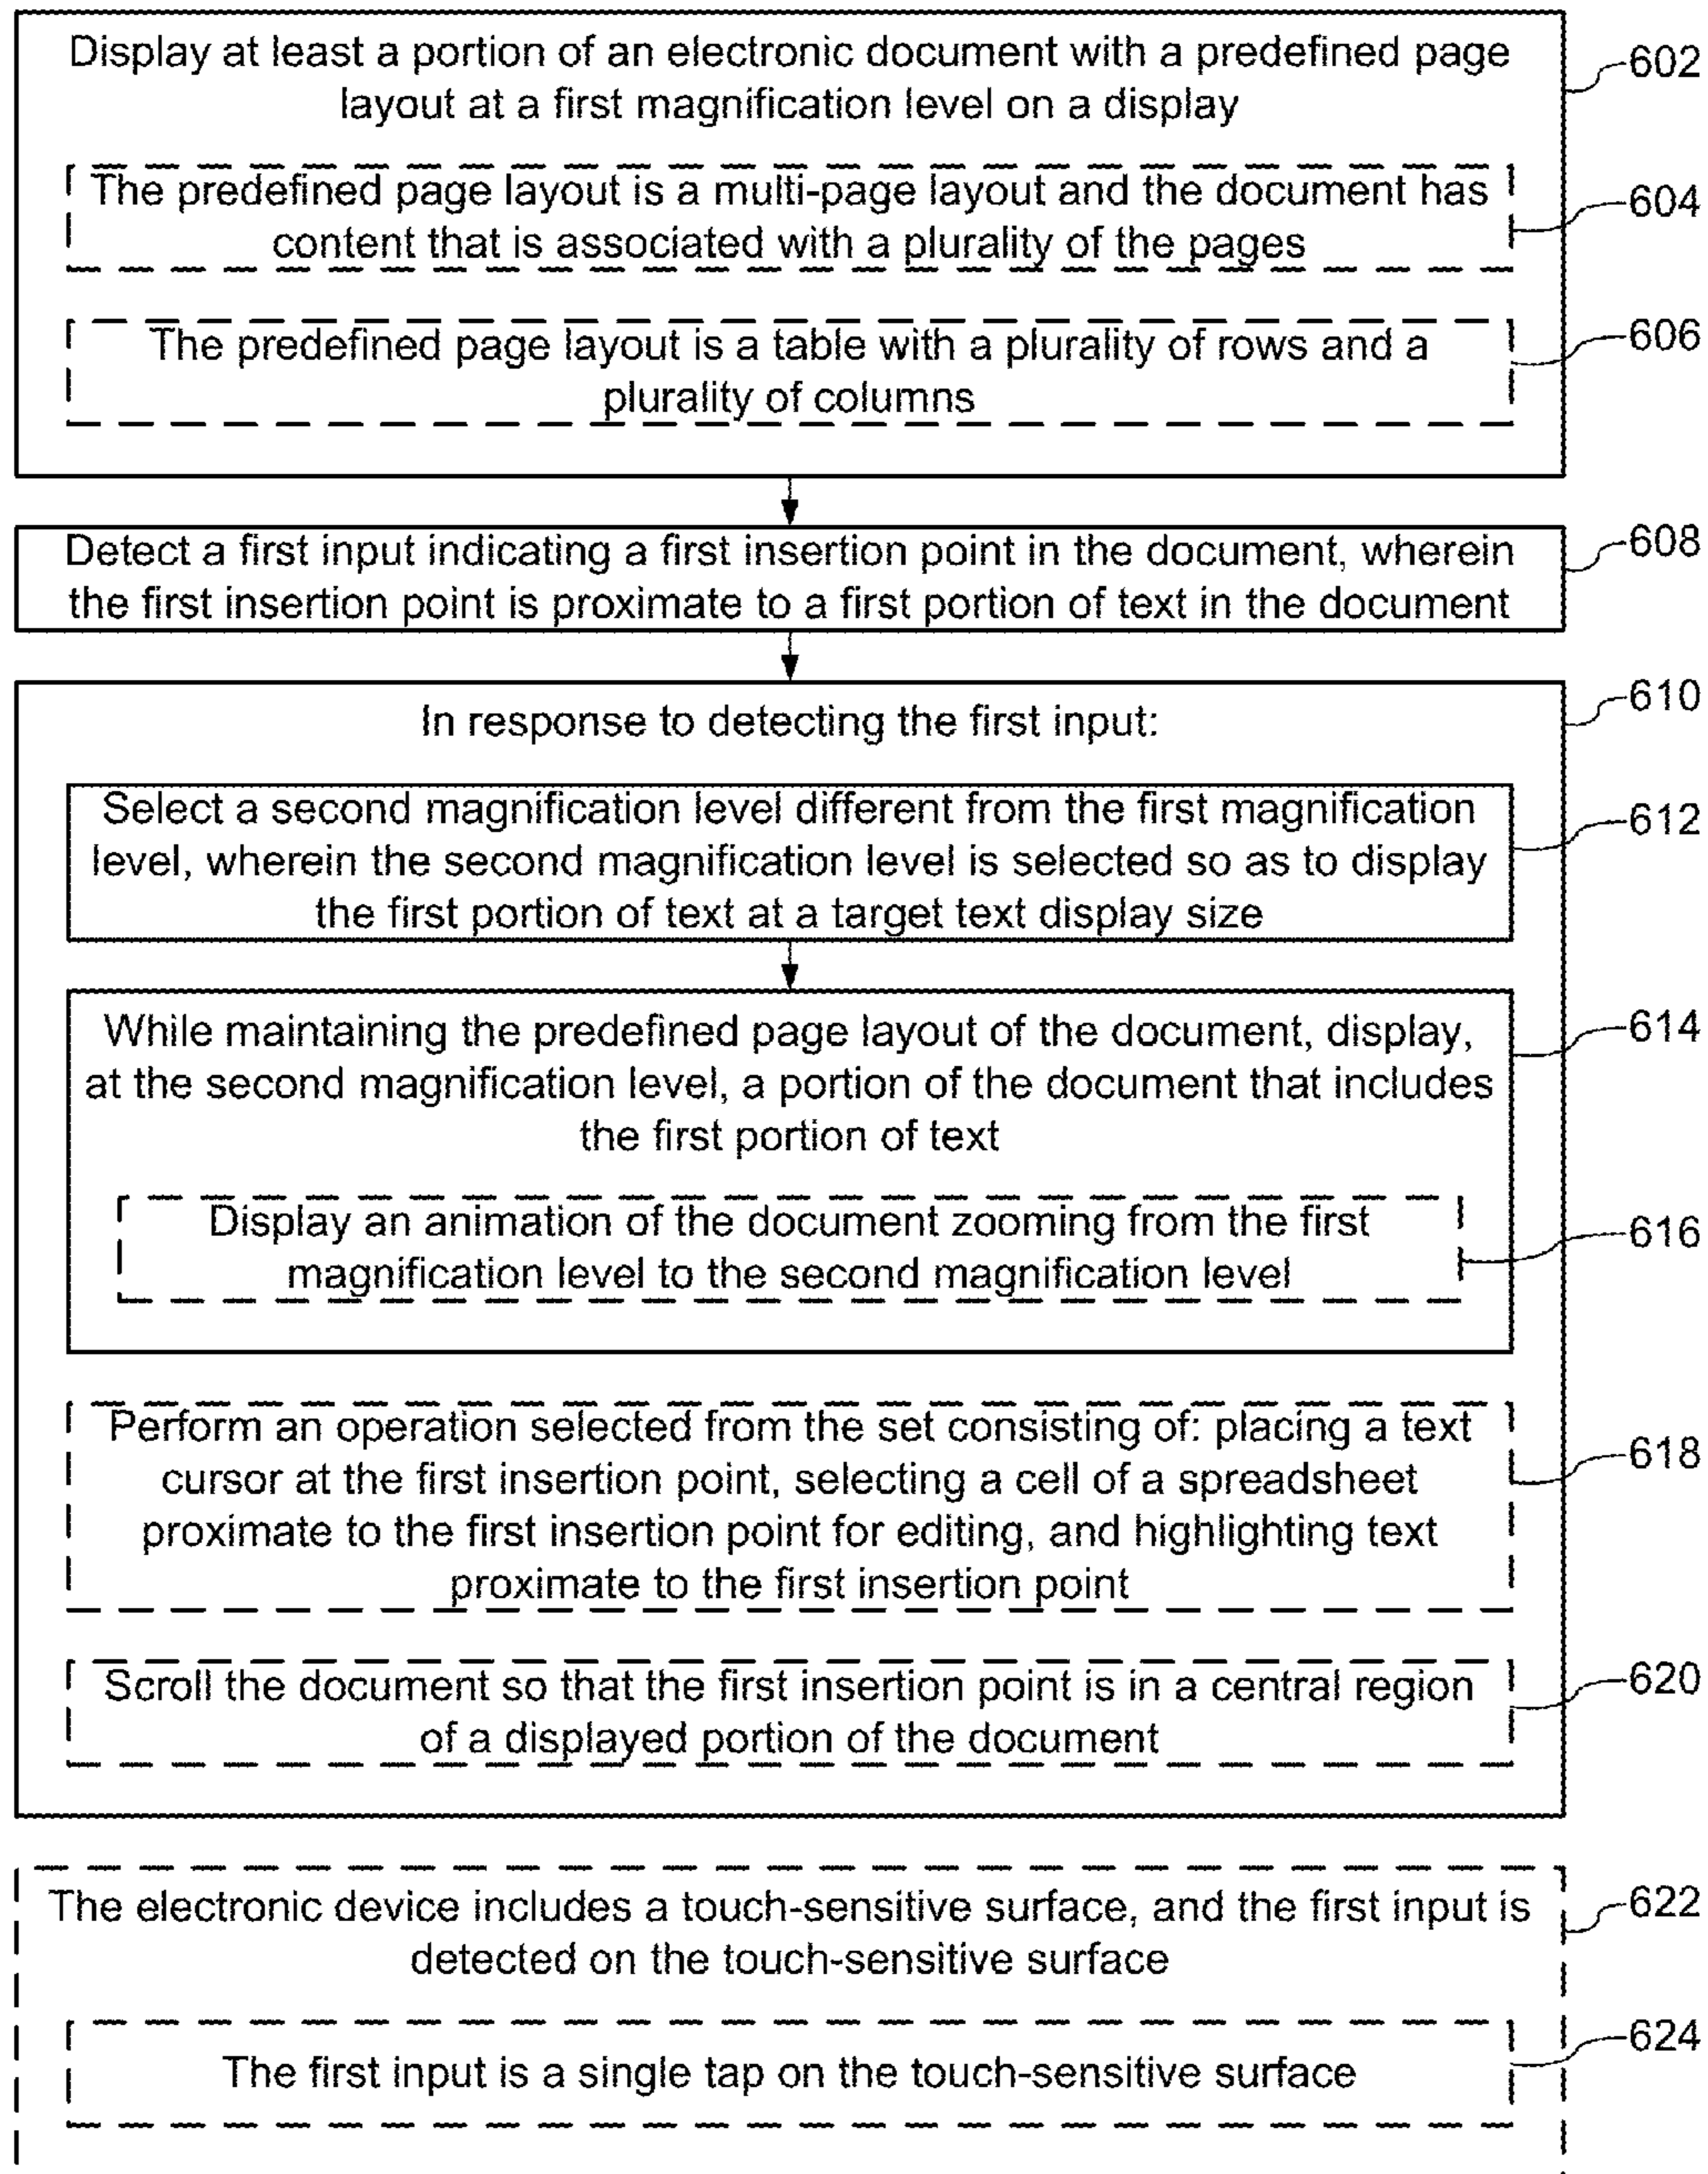 Display at least a portion of an electronic document with a predefined page
layout at a first magnification level on a display
602
The predefined page layout is a multi-page layout and the document has
content that is associated with a plurality of the pages
604
The predefined page layout is a table with a plurality of rows and a
plurality of columns
606
Detect a first input indicating a first insertion point in the document, wherein
the first insertion point is proximate to a first portion of text in the document
608
In response to detecting the first input:
610
Select a second magnification level different from the first magnification
level, wherein the second magnification level is selected so as to display
the first portion of text at a target text display size
612
While maintaining the predefined page layout of the document, display,
at the second magnification level, a portion of the document that includes
the first portion of text
614
Display an animation of the document zooming from the first
magnification level to the second magnification level
616
Perform an operation selected from the set consisting of: placing a text
cursor at the first insertion point, selecting a cell of a spreadsheet
proximate to the first insertion point for editing, and highlighting text
proximate to the first insertion point
618
Scroll the document so that the first insertion point is in a central region
of a displayed portion of the document
620
The electronic device includes a touch-sensitive surface, and the first input is
detected on the touch-sensitive surface
622
The first input is a single tap on the touch-sensitive surface
624